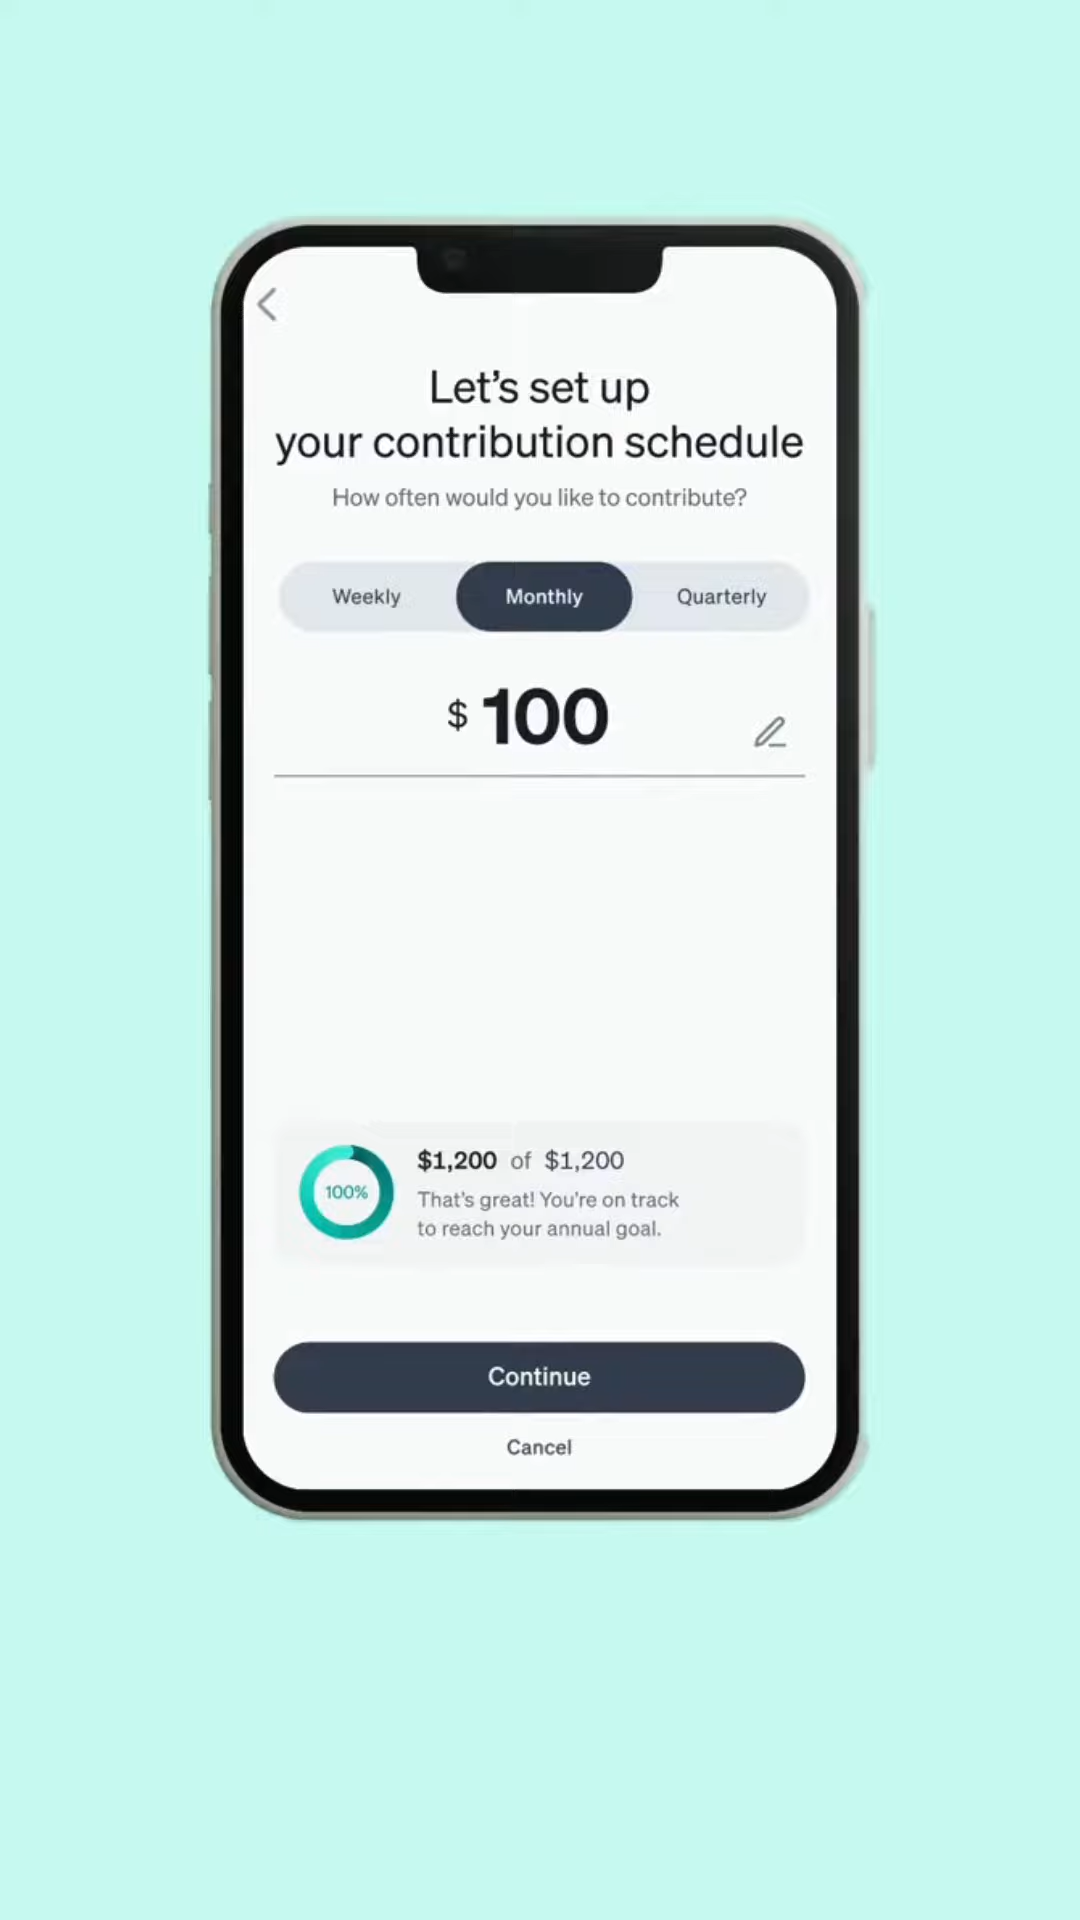 Let's set up
your contribution schedule
How often would you like to contribute?
Weekly Monthly Quarterly
$ 100
100%
$1,200 of $1,200
That's great! You're on track
to reach your annual goal.
Continue
Cancel